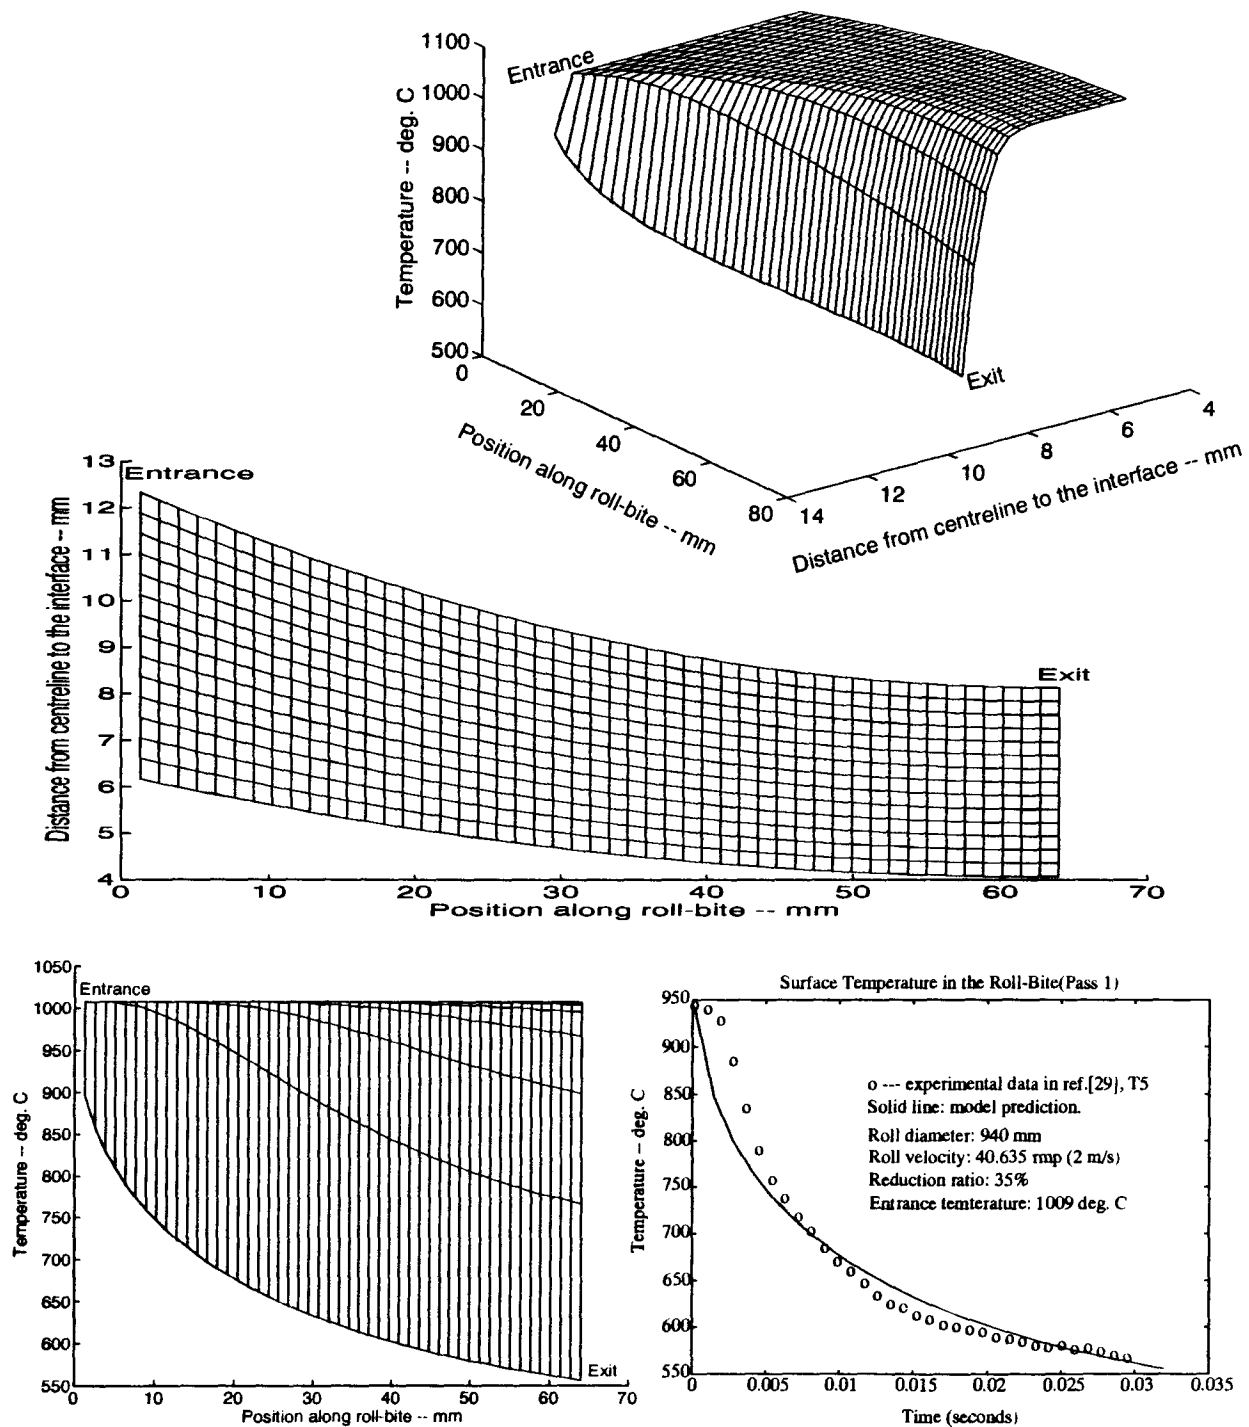 1100
1000
900
800
700
600
500
Temperature -- deg. C
Entrance
Exit
0
20
40
60
80
Position along roll-bite -- mm
14
12
10
8
6
4
Distance from centreline to the interface -- mm
13
12
11
10
9
8
7
6
5
4
Distance from centreline to the interface -- mm
Entrance
Exit
0 10 20 30 40 50 60 70
Position along roll-bite -- mm
1050
1000
950
900
850
800
750
700
650
600
550
Temperature -- deg. C
Entrance
Exit
0 10 20 30 40 50 60 70
Position along roll-bite -- mm
Surface Temperature in the Roll-Bite(Pass 1)
950
900
850
800
750
700
650
600
550
Temperature -- deg. C
o --- experimental data in ref.[29], T5
Solid line: model prediction.
Roll diameter: 940 mm
Roll velocity: 40.635 rmp (2 m/s)
Reduction ratio: 35%
Entrance temterature: 1009 deg. C
0 0.005 0.01 0.015 0.02 0.025 0.03 0.035
Time (seconds)